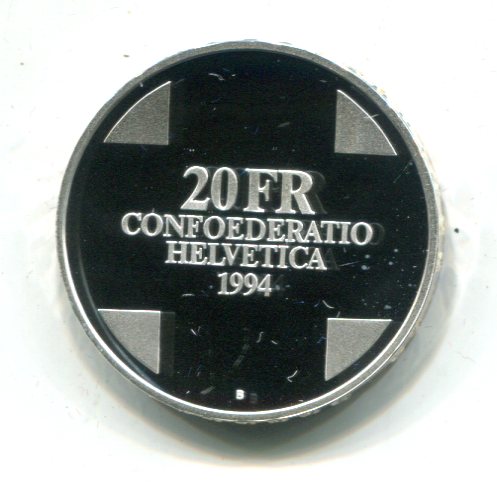 20 FR
CONFOEDERATIO
HELVETICA
1994
B